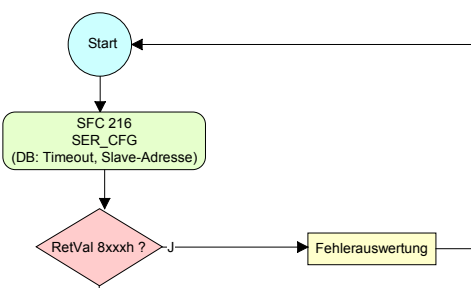 Start
SFC 216
SER_CFG
(DB: Timeout, Slave-Adresse)
RetVal 8xxxh ?
J
Fehlerauswertung